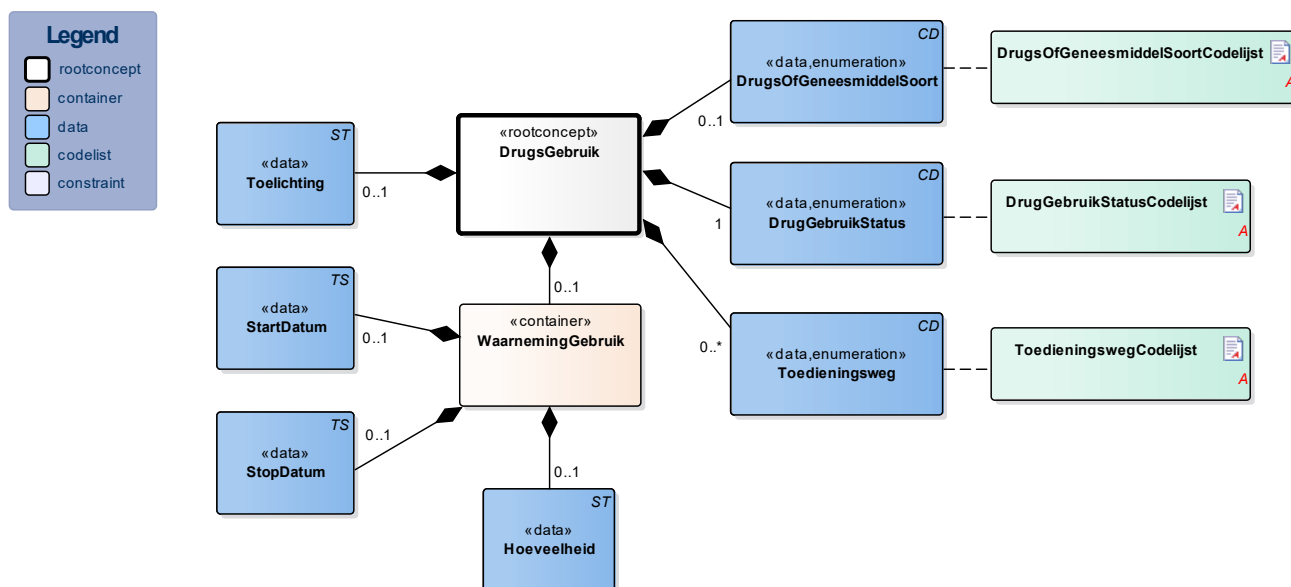 Legend
rootconcept
container
data
codelist
constraint
ST
«data»
Toelichting
0..1
«rootconcept»
DrugsGebruik
CD
«data,enumeration»
DrugsOfGeneesmiddelSoort
0..1
DrugsOfGeneesmiddelSoortCodelijst
A
CD
«data,enumeration»
DrugGebruikStatus
1
DrugGebruikStatusCodelijst
A
TS
«data»
StartDatum
0..1
0..1
«container»
WaarnemingGebruik
CD
«data,enumeration»
Toedieningsweg
0..*
ToedieningswegCodelijst
A
TS
«data»
StopDatum
0..1
0..1
ST
«data»
Hoeveelheid